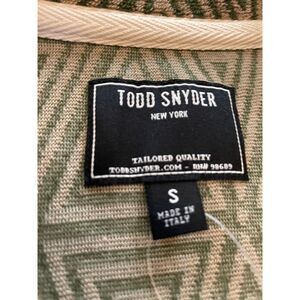 TODD SNYDER
NEW YORK
TAILORED QUALITY
TODDSNYDER.COM - RN# 98689
S
MADE IN
ITALY